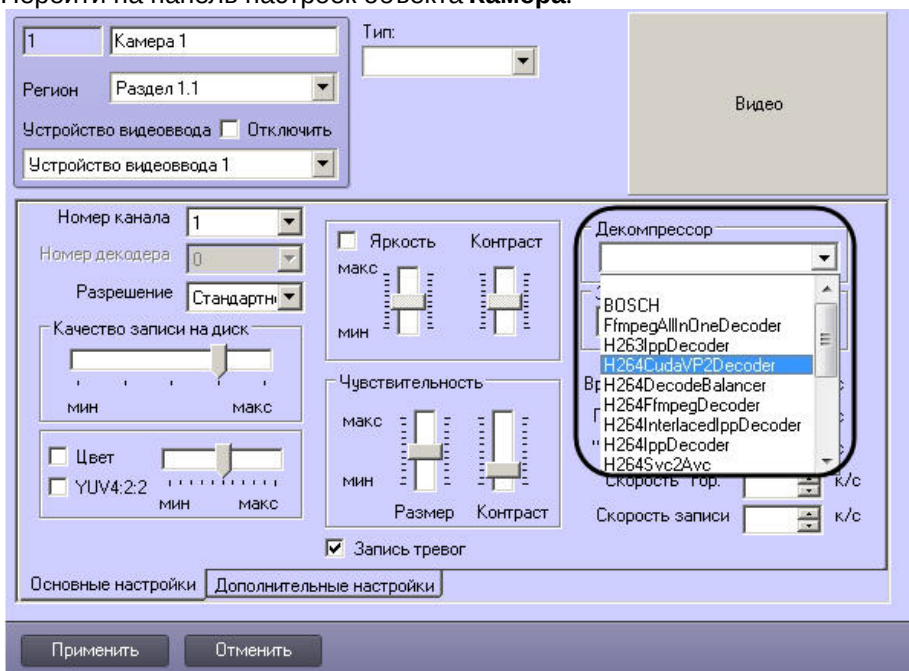 Перейти на панель настроек объекта Камера.
1
Камера 1
Тип:
Регион
Раздел 1.1
Видео
Устройство видеоввода
Отключить
Устройство видеоввода 1
Номер канала
1
Номер декодера
0
Разрешение
Стандартн
Качество записи на диск
мин
макс
Цвет
YUV4:2:2
мин
макс
Яркость
Контраст
макс
мин
Чувствительность
макс
мин
Размер
Контраст
Запись тревог
Декомпрессор
BOSCH
FfmpegAllInOneDecoder
H263IppDecoder
H264CudaVP2Decoder
H264DecodeBalancer
H264FfmpegDecoder
H264InterlacedIppDecoder
H264IppDecoder
H264Svc2Avc
к/с
Скорость записи
к/с
Основные настройки
Дополнительные настройки
Применить
Отменить